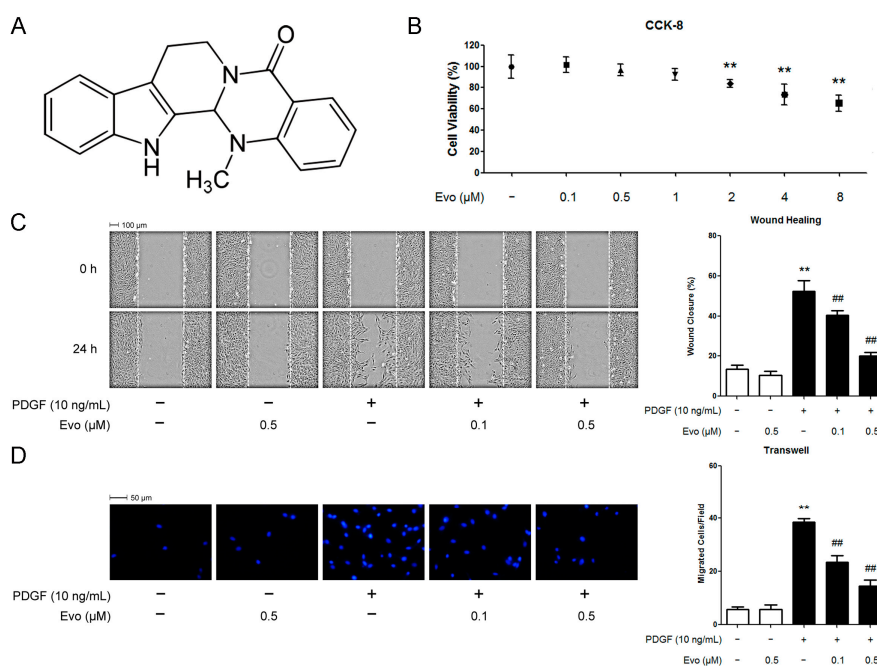 A
O
N
N
N
H
H₃C
B
CCK-8
Cell Viability (%)
120
100
80
60
40
20
0
** ** **
Evo (μM) – 0.1 0.5 1 2 4 8
C
100 μm
0 h
24 h
PDGF (10 ng/mL) – – + + +
Evo (μM) – 0.5 – 0.1 0.5
Wound Healing
Wound Closure (%)
80
60
40
20
0
** ## ##
PDGF (10 ng/mL) – – + + +
Evo (μM) – 0.5 – 0.1 0.5
D
50 μm
PDGF (10 ng/mL) – – + + +
Evo (μM) – 0.5 – 0.1 0.5
Transwell
Migrated Cells/Field
60
40
20
0
** ## ##
PDGF (10 ng/mL) – – + + +
Evo (μM) – 0.5 – 0.1 0.5